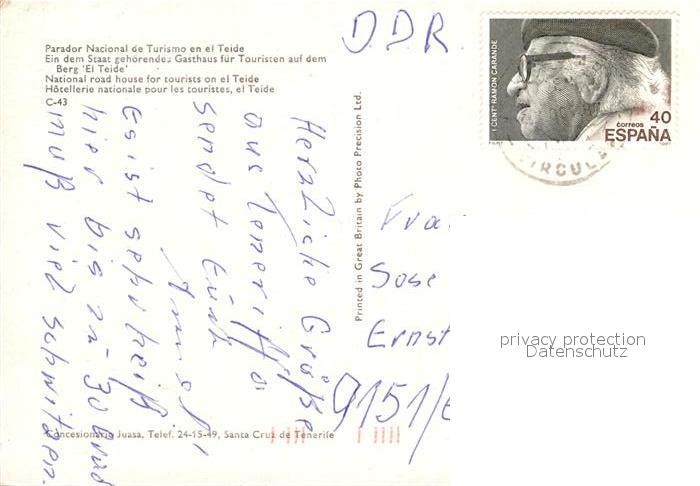 Parador Nacional de Turismo en el Teide
Ein dem Staat gehörendes Gasthaus für Touristen auf dem
Berg 'El Teide'
National road house for tourists on el Teide
Hôtellerie nationale pour les touristes, el Teide
C-43
Herzliche Grüße
aus Teneriffa
sendet Euch
Es ist sehr heiß
hier bis zu 30 Grad
muß viel schwitzen.
Concesionario Juasa, Telef. 24-15-49, Santa Cruz de Tenerife
Printed in Great Britain by Photo Precision Ltd.
DDR
I CENTº RAMON CARANDE
correos 40
ESPAÑA
Frau
Ernst
9151/
privacy protection
Datenschutz